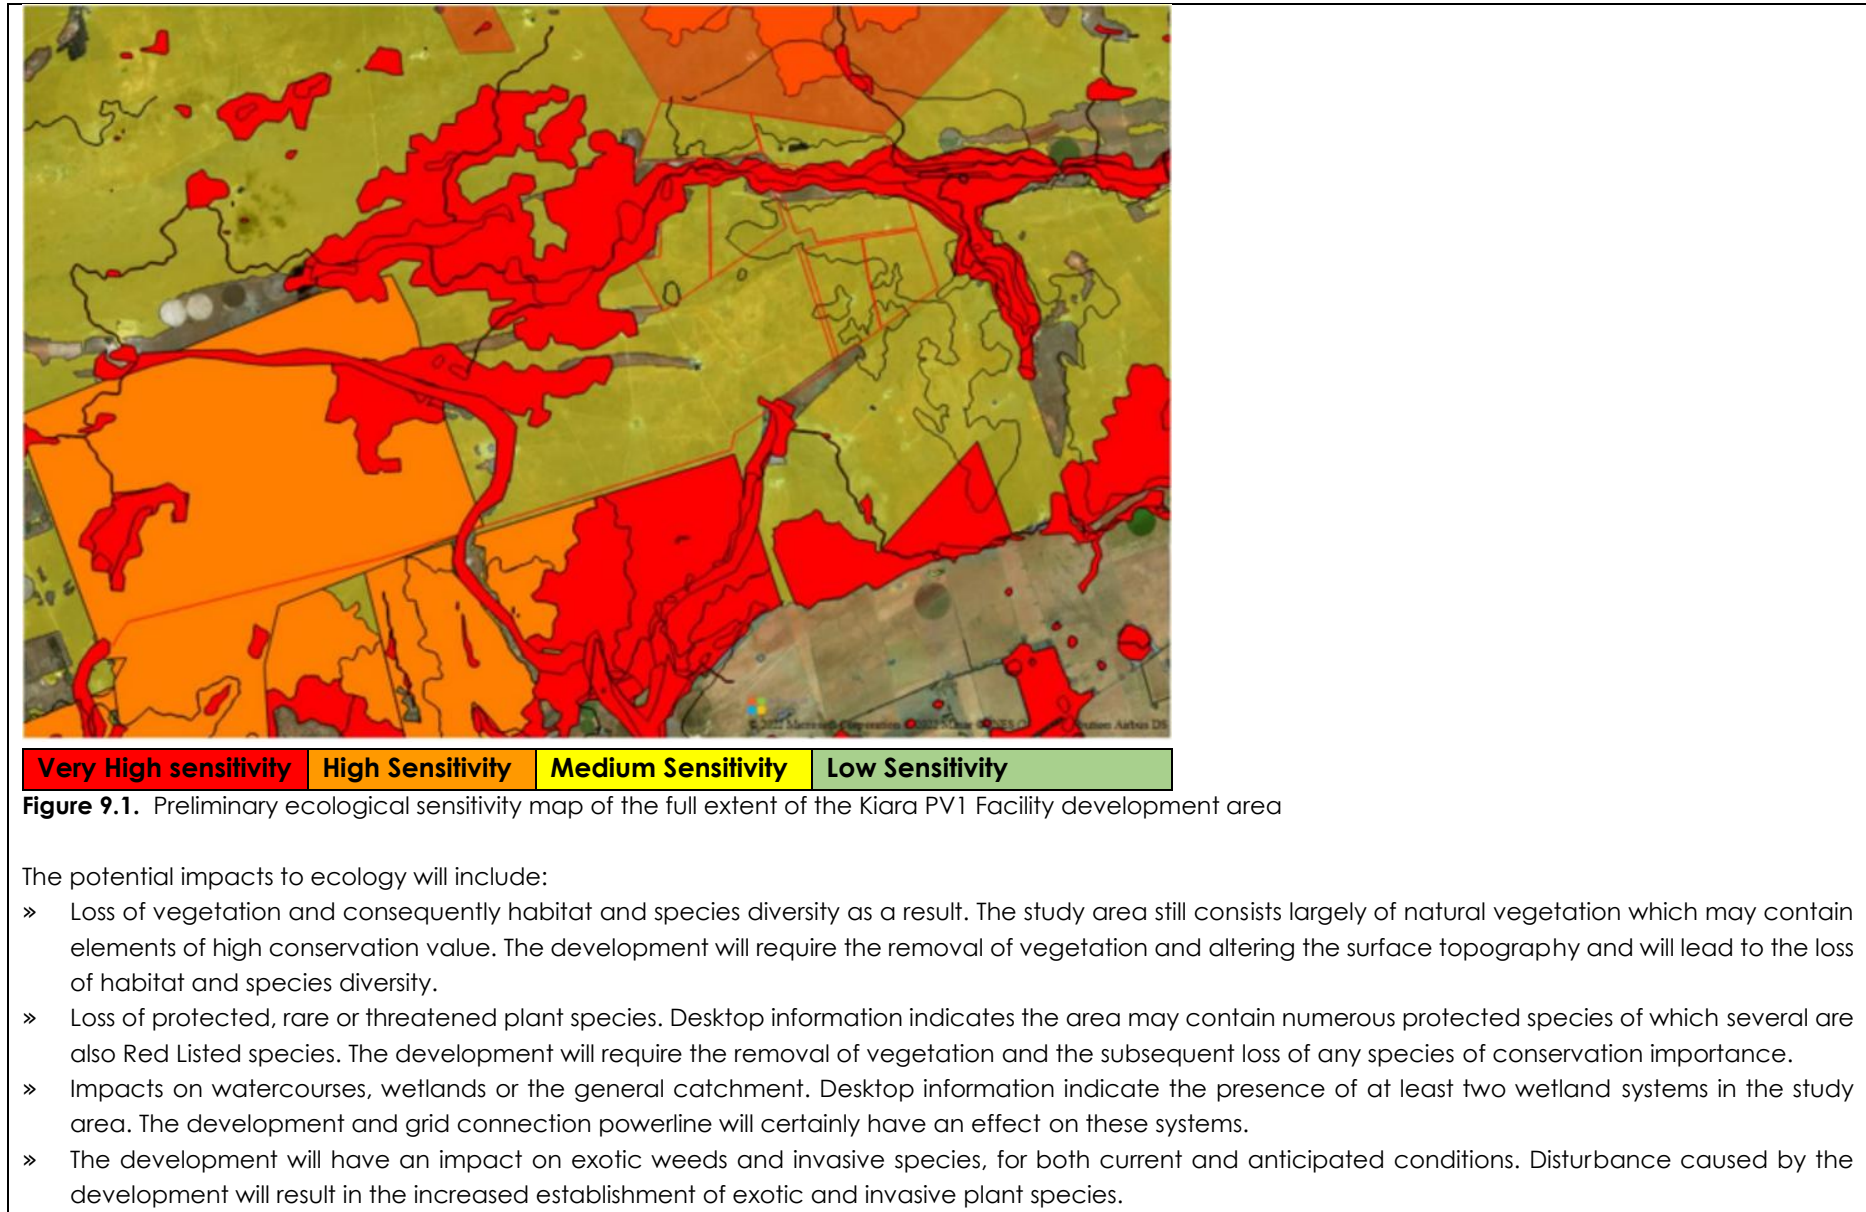 © 2022 Microsoft Corporation © 2022 Maxar © CNES Distribution Airbus DS
Very High sensitivity High Sensitivity Medium Sensitivity Low Sensitivity
Figure 9.1. Preliminary ecological sensitivity map of the full extent of the Kiara PV1 Facility development area
The potential impacts to ecology will include:
» Loss of vegetation and consequently habitat and species diversity as a result. The study area still consists largely of natural vegetation which may contain
elements of high conservation value. The development will require the removal of vegetation and altering the surface topography and will lead to the loss
of habitat and species diversity.
» Loss of protected, rare or threatened plant species. Desktop information indicates the area may contain numerous protected species of which several are
also Red Listed species. The development will require the removal of vegetation and the subsequent loss of any species of conservation importance.
» Impacts on watercourses, wetlands or the general catchment. Desktop information indicate the presence of at least two wetland systems in the study
area. The development and grid connection powerline will certainly have an effect on these systems.
» The development will have an impact on exotic weeds and invasive species, for both current and anticipated conditions. Disturbance caused by the
development will result in the increased establishment of exotic and invasive plant species.